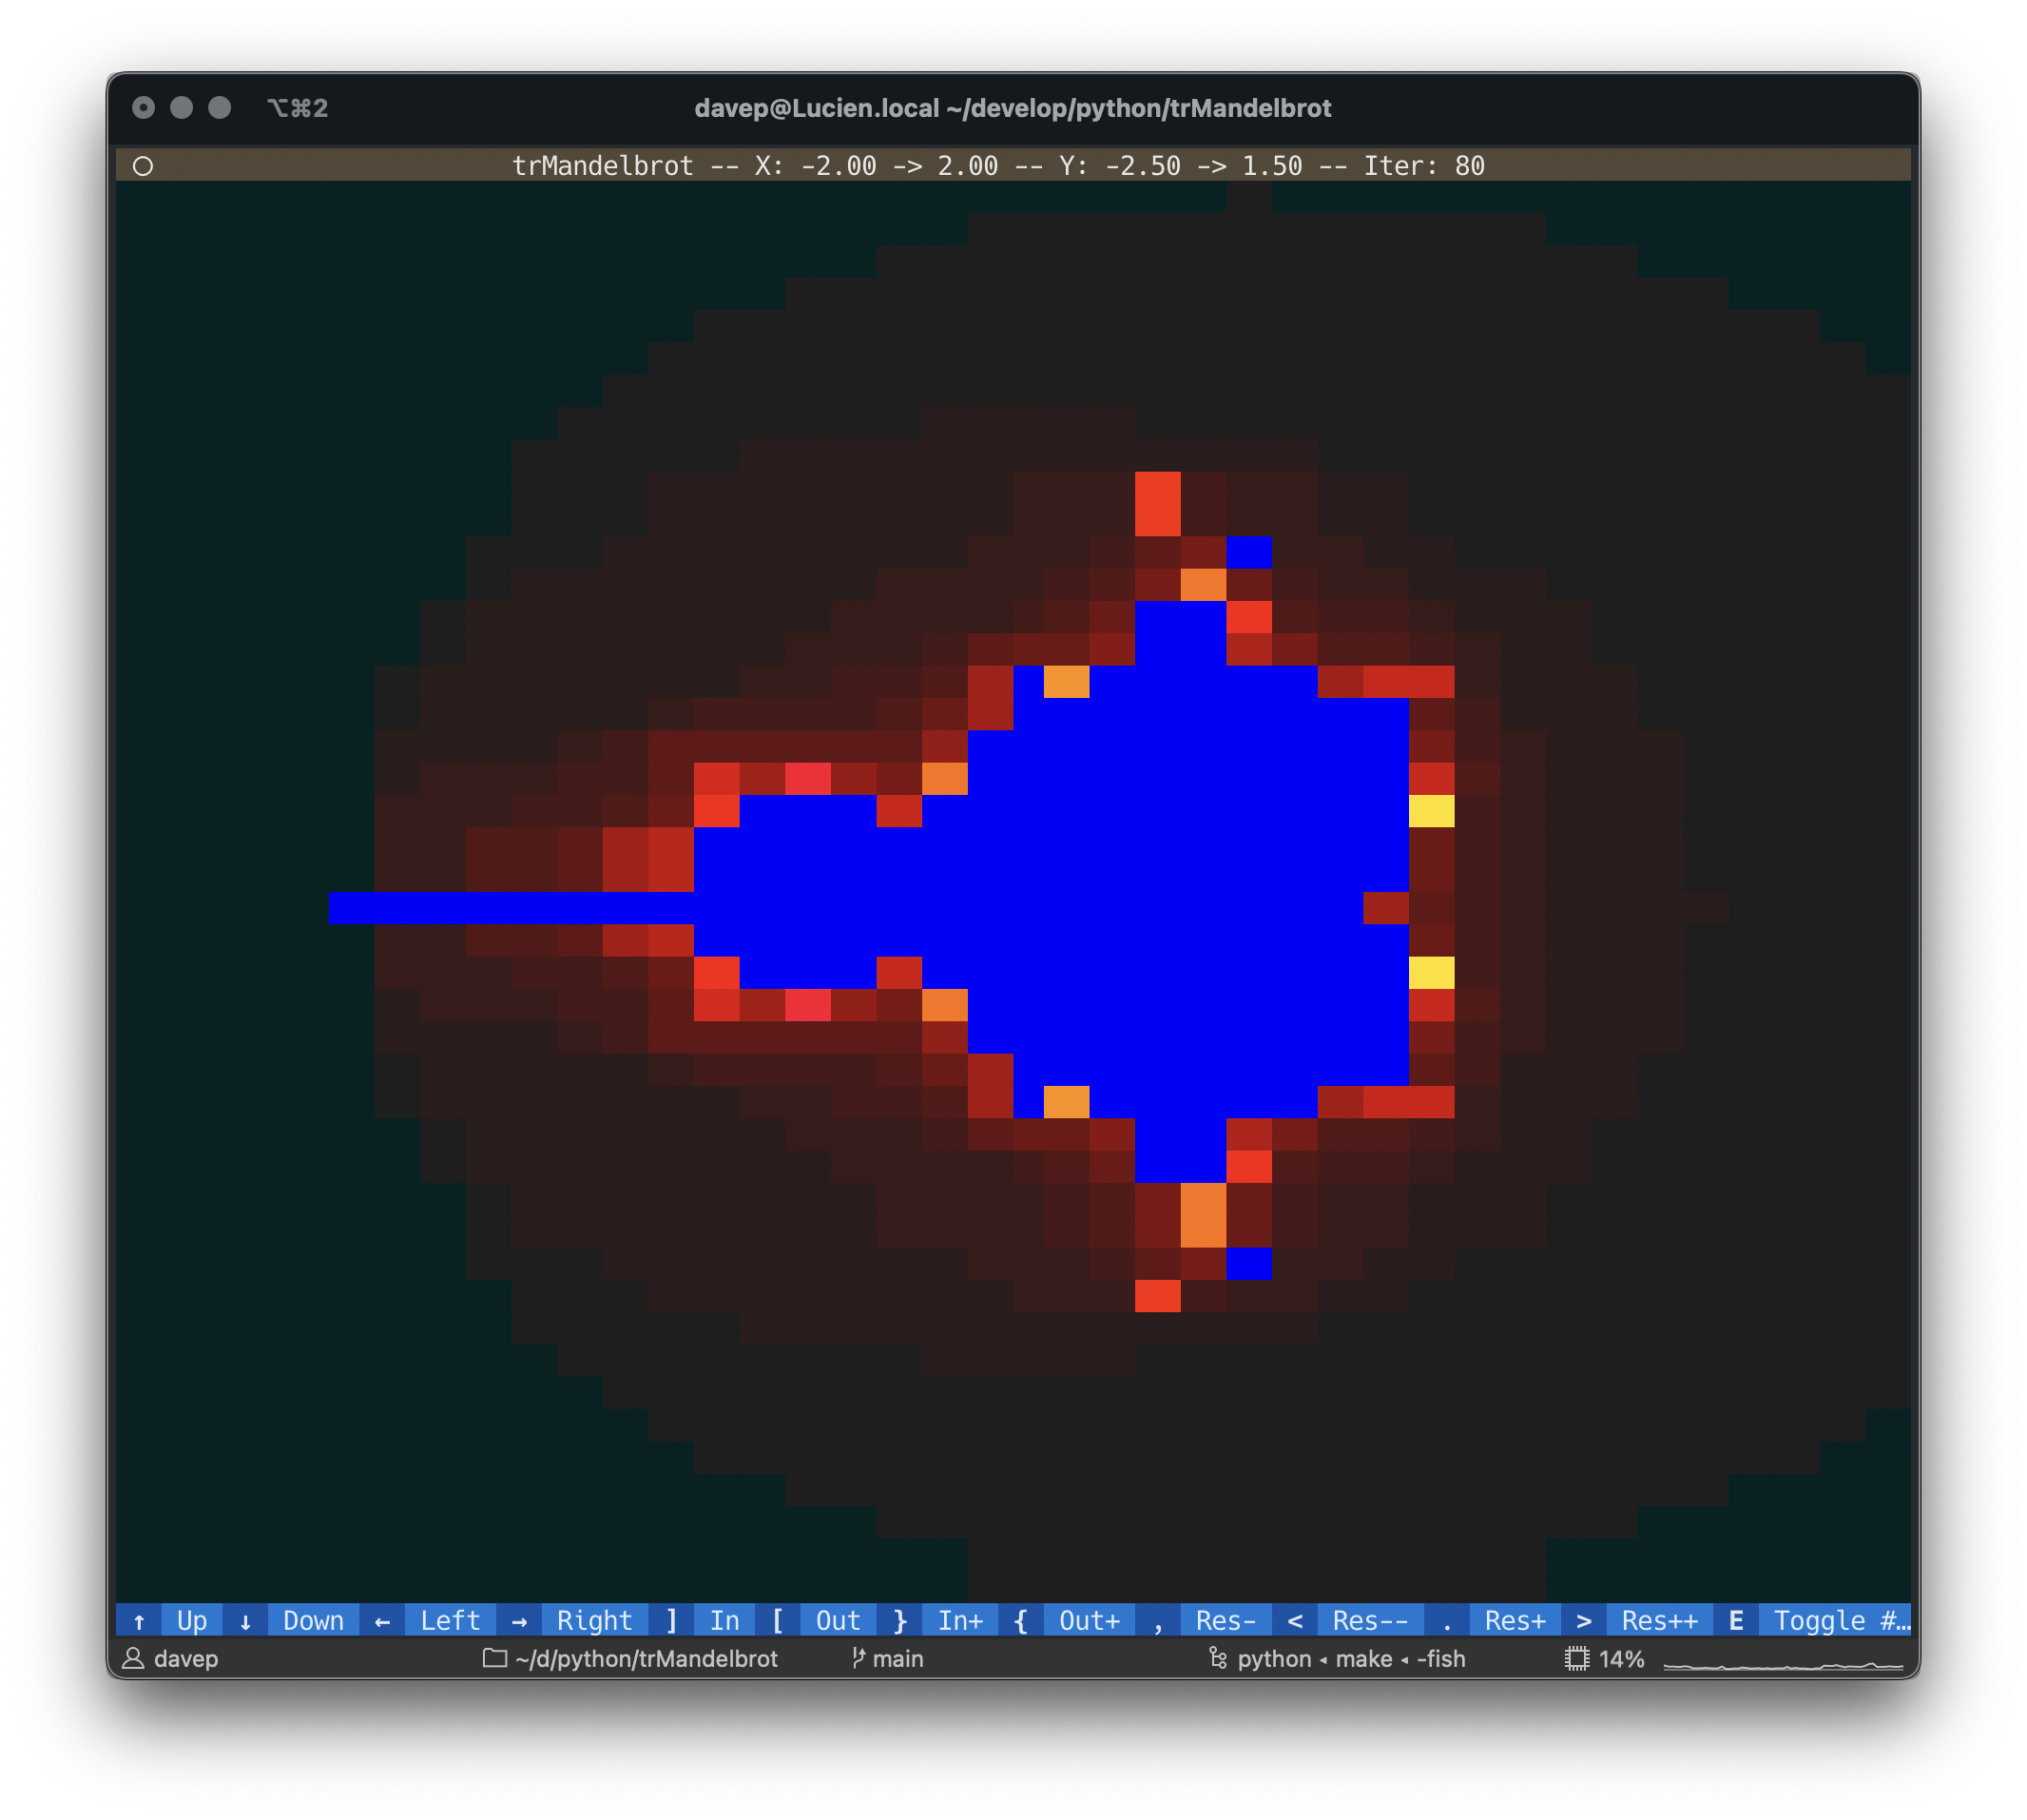 ⌥⌘2 davep@Lucien.local ~/develop/python/trMandelbrot
trMandelbrot -- X: -2.00 -> 2.00 -- Y: -2.50 -> 1.50 -- Iter: 80
↑ Up ↓ Down ← Left → Right ] In [ Out } In+ { Out+ , Res- < Res-- . Res+ > Res++ E Toggle #…
davep ~/d/python/trMandelbrot main python ◂ make ◂ -fish 14%